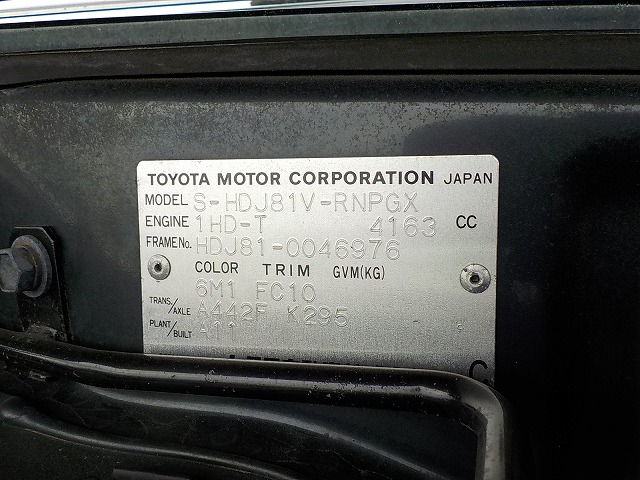 TOYOTA MOTOR CORPORATION JAPAN
MODEL S-HDJ81V-RNPGX
ENGINE 1HD-T 4163 CC
FRAME No. HDJ81-0046976
COLOR TRIM GVM(KG)
6M1 FC10
TRANS./AXLE A442F K295
PLANT/BUILT